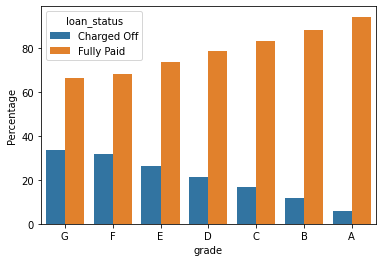 loan_status
Charged Off
Fully Paid
80
60
40
20
0
Percentage
G F E D C B A
grade